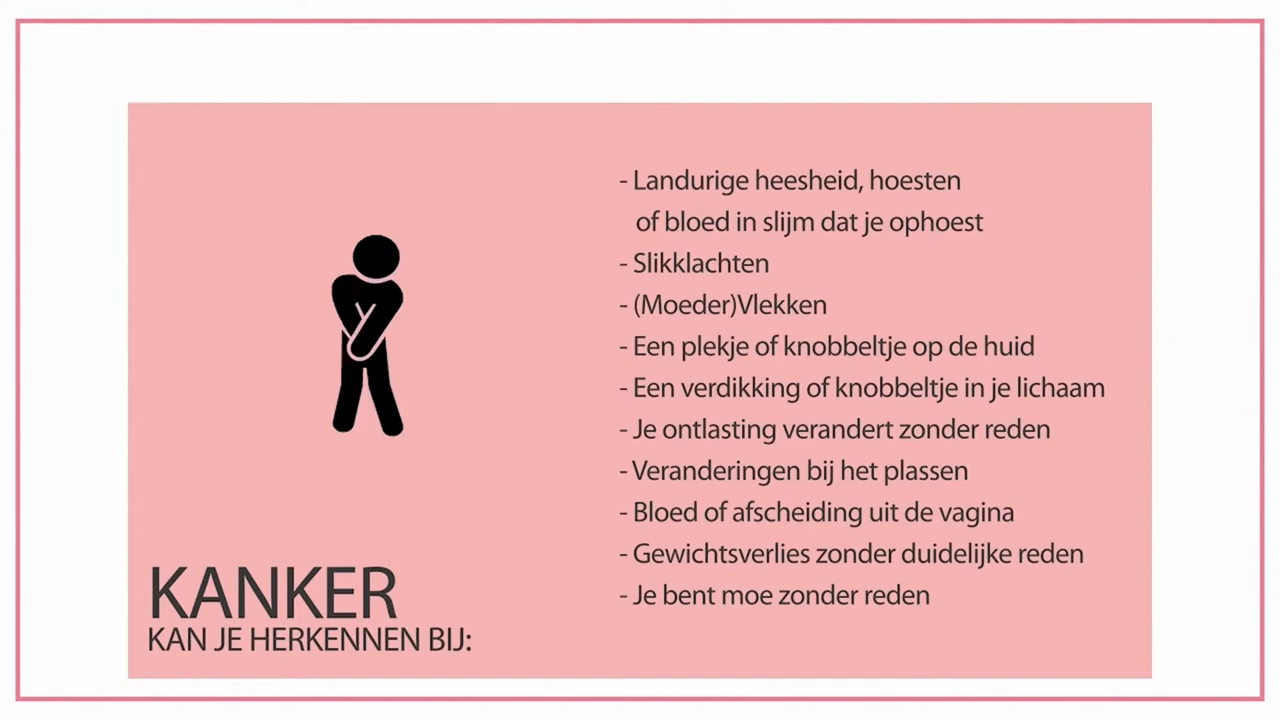 - Landurige heesheid, hoesten
of bloed in slijm dat je ophoest
- Slikklachten
- (Moeder)Vlekken
- Een plekje of knobbeltje op de huid
- Een verdikking of knobbeltje in je lichaam
- Je ontlasting verandert zonder reden
- Veranderingen bij het plassen
- Bloed of afscheiding uit de vagina
- Gewichtsverlies zonder duidelijke reden
- Je bent moe zonder reden
KANKER
KAN JE HERKENNEN BIJ: